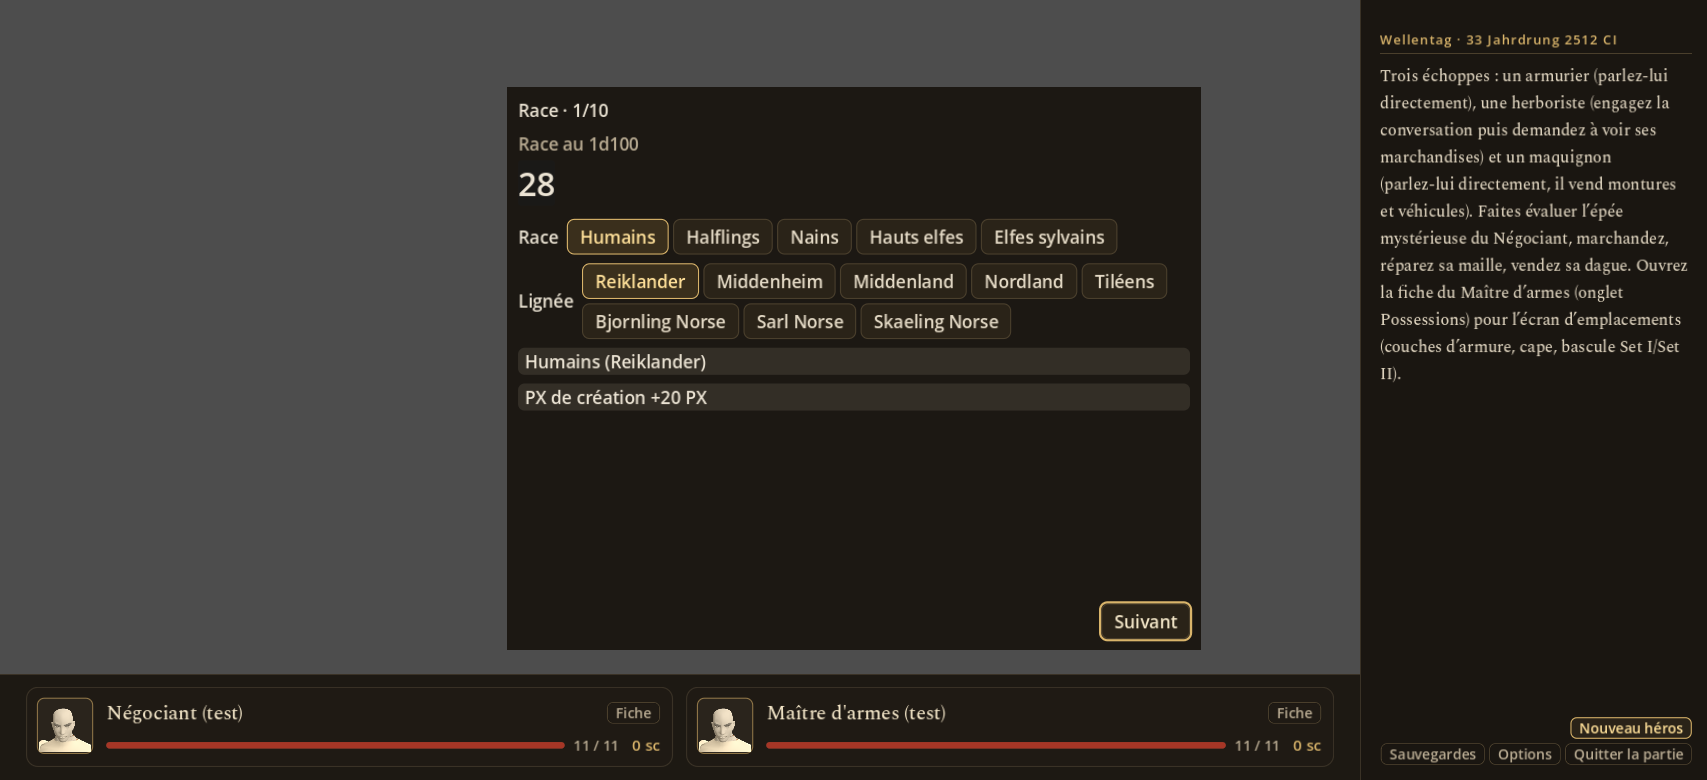 Race · 1/10
Race au 1d100
28
Race Humains Halflings Nains Hauts elfes Elfes sylvains
Lignée Reiklander Middenheim Middenland Nordland Tiléens
Bjornling Norse Sarl Norse Skaeling Norse
Humains (Reiklander)
PX de création +20 PX
Suivant
Négociant (test) Fiche
11 / 11 0 sc
Maître d'armes (test) Fiche
11 / 11 0 sc
Wellentag · 33 Jahrdrung 2512 CI
Trois échoppes : un armurier (parlez-lui
directement), une herboriste (engagez la
conversation puis demandez à voir ses
marchandises) et un maquignon
(parlez-lui directement, il vend montures
et véhicules). Faites évaluer l’épée
mystérieuse du Négociant, marchandez,
réparez sa maille, vendez sa dague. Ouvrez
la fiche du Maître d’armes (onglet
Possessions) pour l’écran d’emplacements
(couches d’armure, cape, bascule Set I/Set
II).
Nouveau héros
Sauvegardes Options Quitter la partie